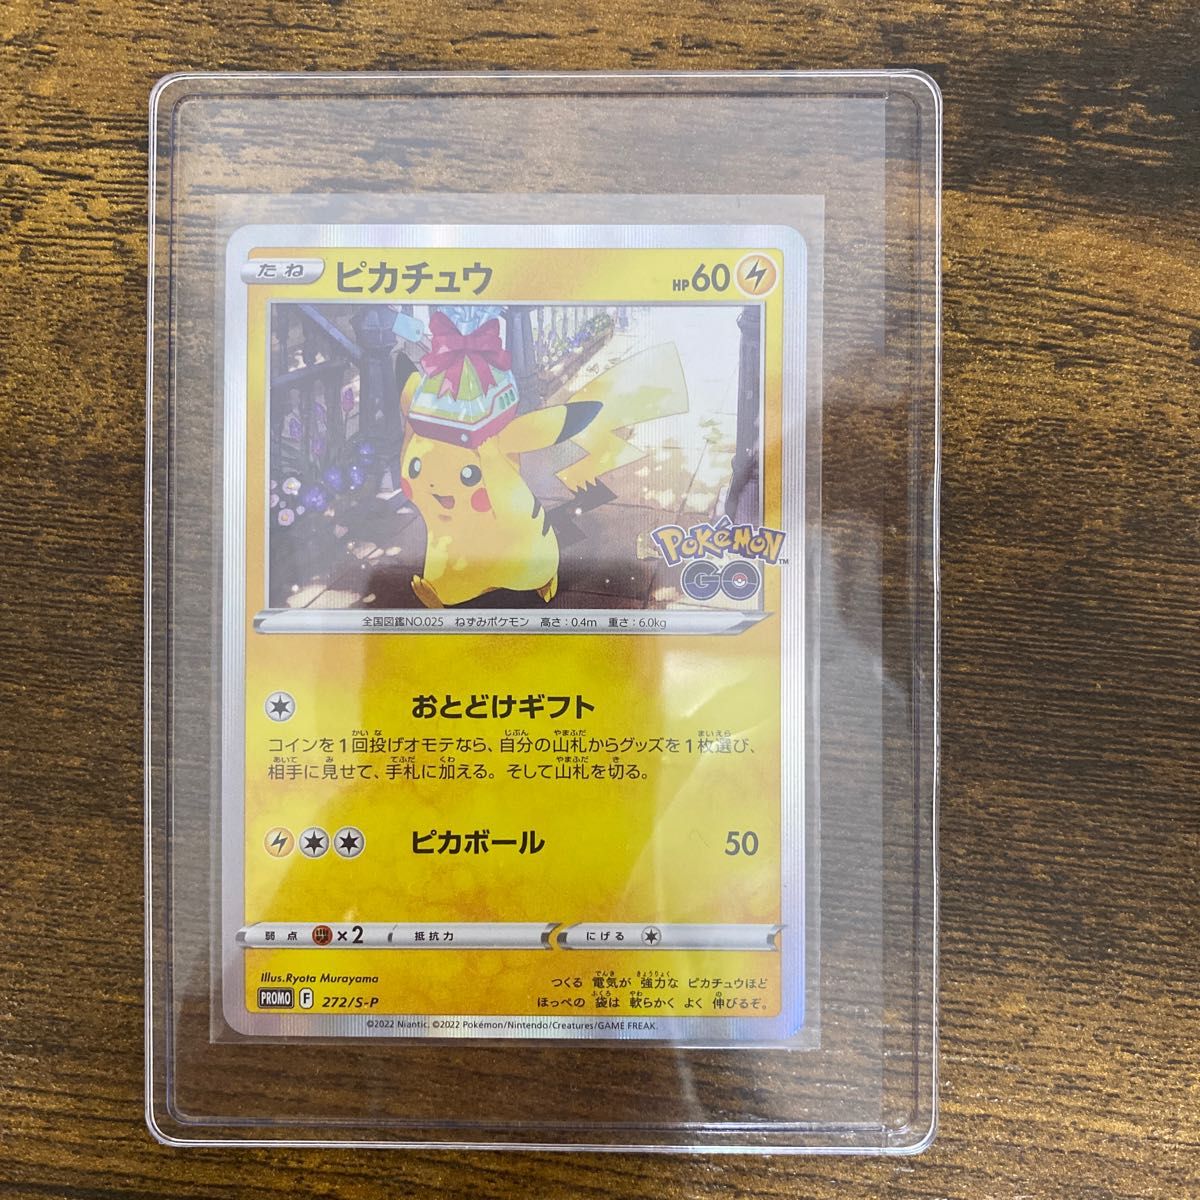 たね ピカチュウ HP60
Pokémon GO™
全国図鑑NO.025 ねずみポケモン 高さ：0.4m 重さ：6.0kg
おとどけギフト
コインを1回投げオモテなら、自分の山札からグッズを1枚選び、
相手に見せて、手札に加える。そして山札を切る。
ピカボール 50
弱点 ×2 抵抗力 にげる
Illus.Ryota Murayama
PROMO F 272/S-P
つくる 電気が 強力な ピカチュウほど
ほっぺの 袋は 軟らかく よく 伸びるぞ。
©2022 Niantic. ©2022 Pokémon/Nintendo/Creatures/GAME FREAK.